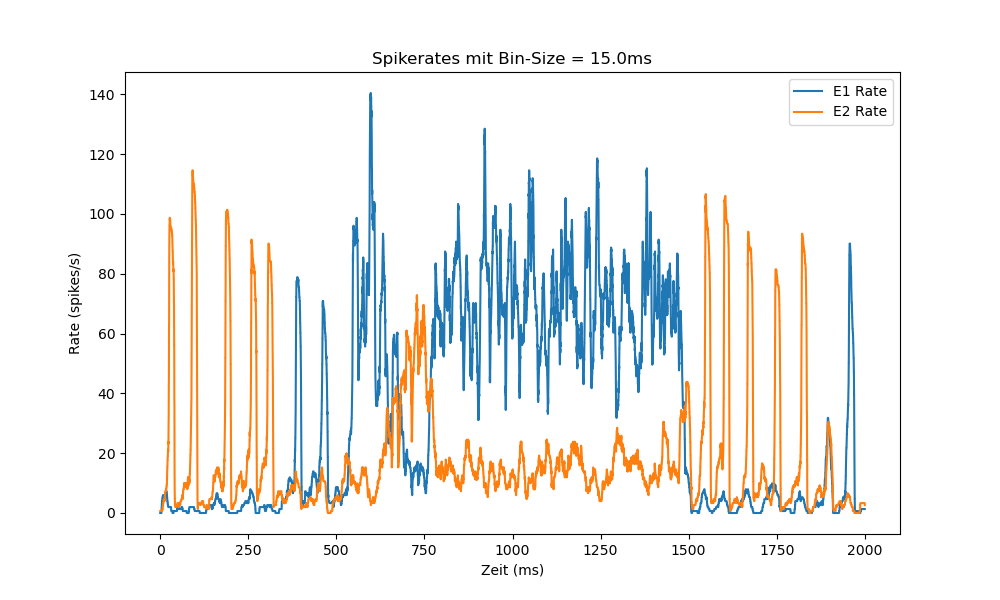 Spikerates mit Bin-Size = 15.0ms
E1 Rate
E2 Rate
Rate (spikes/s)
140
120
100
80
60
40
20
0
0 250 500 750 1000 1250 1500 1750 2000
Zeit (ms)